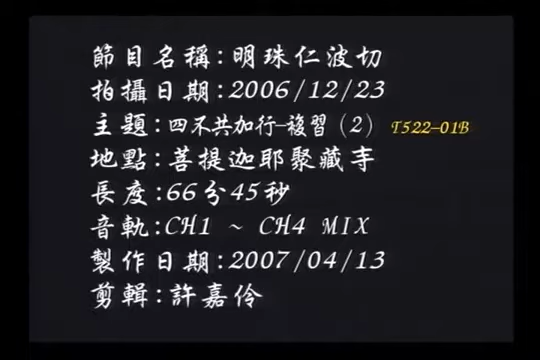 節目名稱:明珠仁波切
拍攝日期:2006/12/23
主題:四不共加行-複習(2) T522-01B
地點:菩提迦耶聚藏寺
長度:66分45秒
音軌:CH1 ~ CH4 MIX
製作日期:2007/04/13
剪輯:許嘉伶